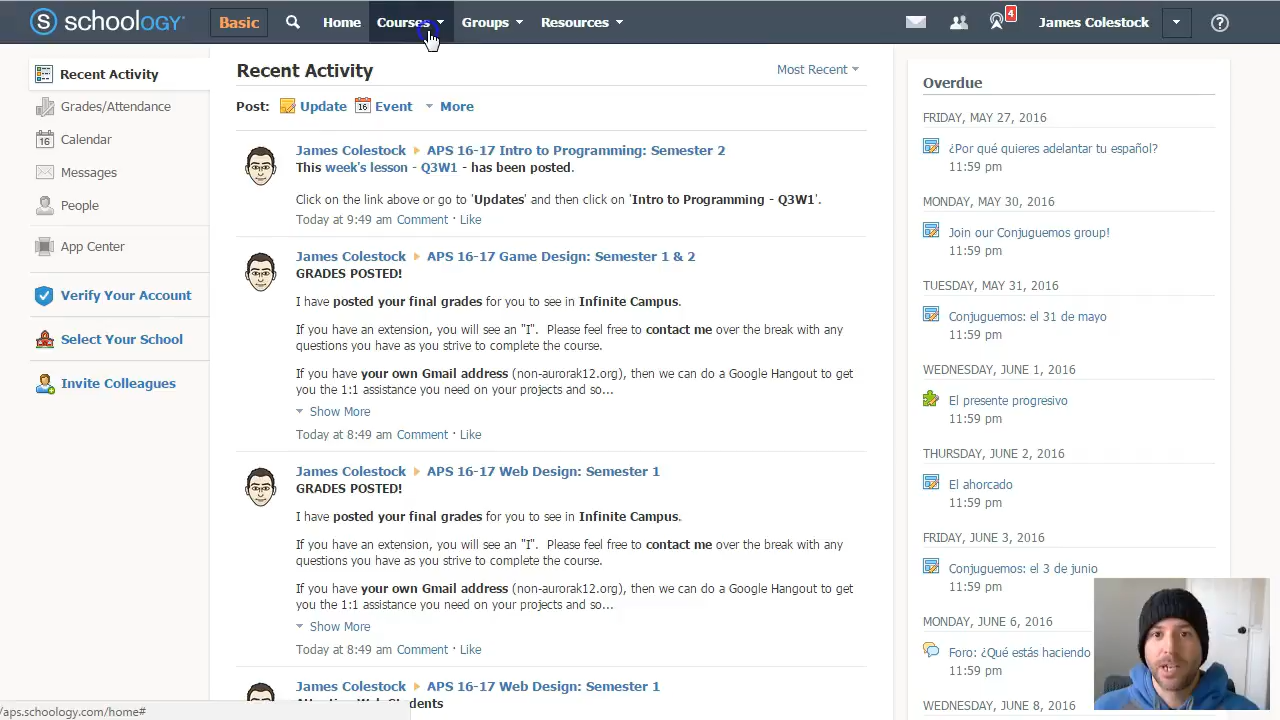 S schoology® Basic Home Courses Groups Resources 4 James Colestock ?
Recent Activity
Grades/Attendance
16 Calendar
Messages
People
App Center
Verify Your Account
Select Your School
Invite Colleagues
Recent Activity Most Recent
Post: Update 16 Event More
James Colestock APS 16-17 Intro to Programming: Semester 2
This week's lesson - Q3W1 - has been posted.
Click on the link above or go to 'Updates' and then click on 'Intro to Programming - Q3W1'.
Today at 9:49 am Comment · Like
James Colestock APS 16-17 Game Design: Semester 1 & 2
GRADES POSTED!
I have posted your final grades for you to see in Infinite Campus.
If you have an extension, you will see an "I". Please feel free to contact me over the break with any
questions you have as you strive to complete the course.
If you have your own Gmail address (non-aurorak12.org), then we can do a Google Hangout to get
you the 1:1 assistance you need on your projects and so...
Show More
Today at 8:49 am Comment · Like
James Colestock APS 16-17 Web Design: Semester 1
GRADES POSTED!
I have posted your final grades for you to see in Infinite Campus.
If you have an extension, you will see an "I". Please feel free to contact me over the break with any
questions you have as you strive to complete the course.
If you have your own Gmail address (non-aurorak12.org), then we can do a Google Hangout to get
you the 1:1 assistance you need on your projects and so...
Show More
Today at 8:49 am Comment · Like
James Colestock APS 16-17 Web Design: Semester 1
Students
Overdue
FRIDAY, MAY 27, 2016
¿Por qué quieres adelantar tu español?
11:59 pm
MONDAY, MAY 30, 2016
Join our Conjuguemos group!
11:59 pm
TUESDAY, MAY 31, 2016
Conjuguemos: el 31 de mayo
11:59 pm
WEDNESDAY, JUNE 1, 2016
El presente progresivo
11:59 pm
THURSDAY, JUNE 2, 2016
El ahorcado
11:59 pm
FRIDAY, JUNE 3, 2016
Conjuguemos: el 3 de junio
11:59 pm
MONDAY, JUNE 6, 2016
Foro: ¿Qué estás haciendo
11:59 pm
WEDNESDAY, JUNE 8, 2016
/aps.schoology.com/home#